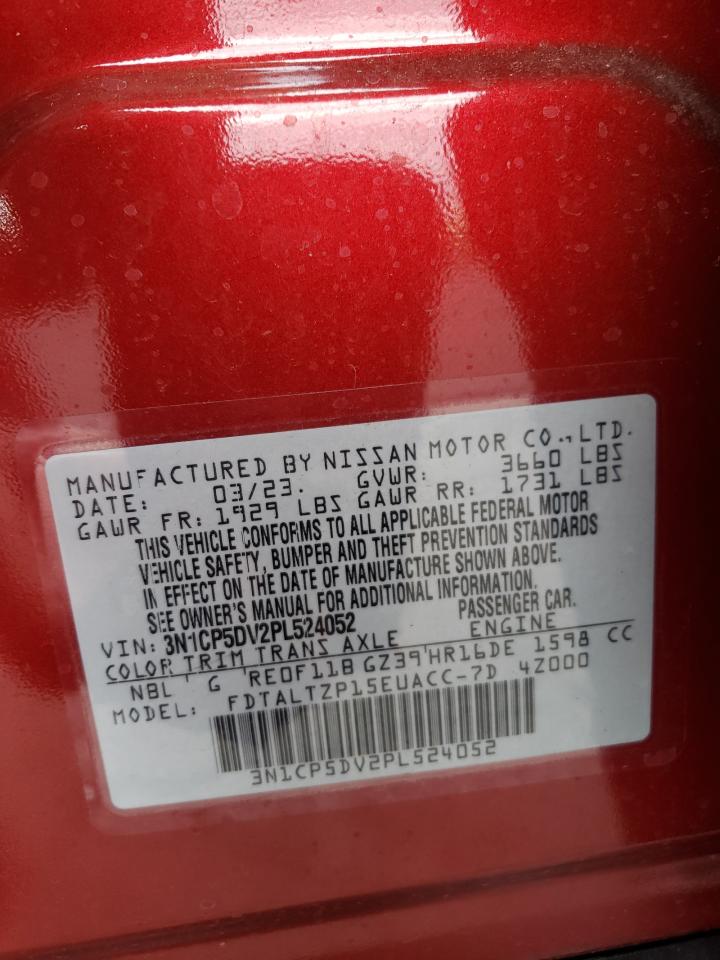 MANUFACTURED BY NISSAN MOTOR CO.,LTD.
DATE: 03/23. GVWR: 3660 LBS
GAWR FR: 1929 LBS GAWR RR: 1731 LBS
THIS VEHICLE CONFORMS TO ALL APPLICABLE FEDERAL MOTOR
VEHICLE SAFETY, BUMPER AND THEFT PREVENTION STANDARDS
IN EFFECT ON THE DATE OF MANUFACTURE SHOWN ABOVE.
SEE OWNER'S MANUAL FOR ADDITIONAL INFORMATION.
VIN: 3N1CP5DV2PL524052 PASSENGER CAR.
COLOR TRIM TRANS AXLE ENGINE
NBL G RE0F11B GZ39 HR16DE 1598 CC
MODEL: FDTALTZP15EUACC-7D 4Z000
3N1CP5DV2PL524052